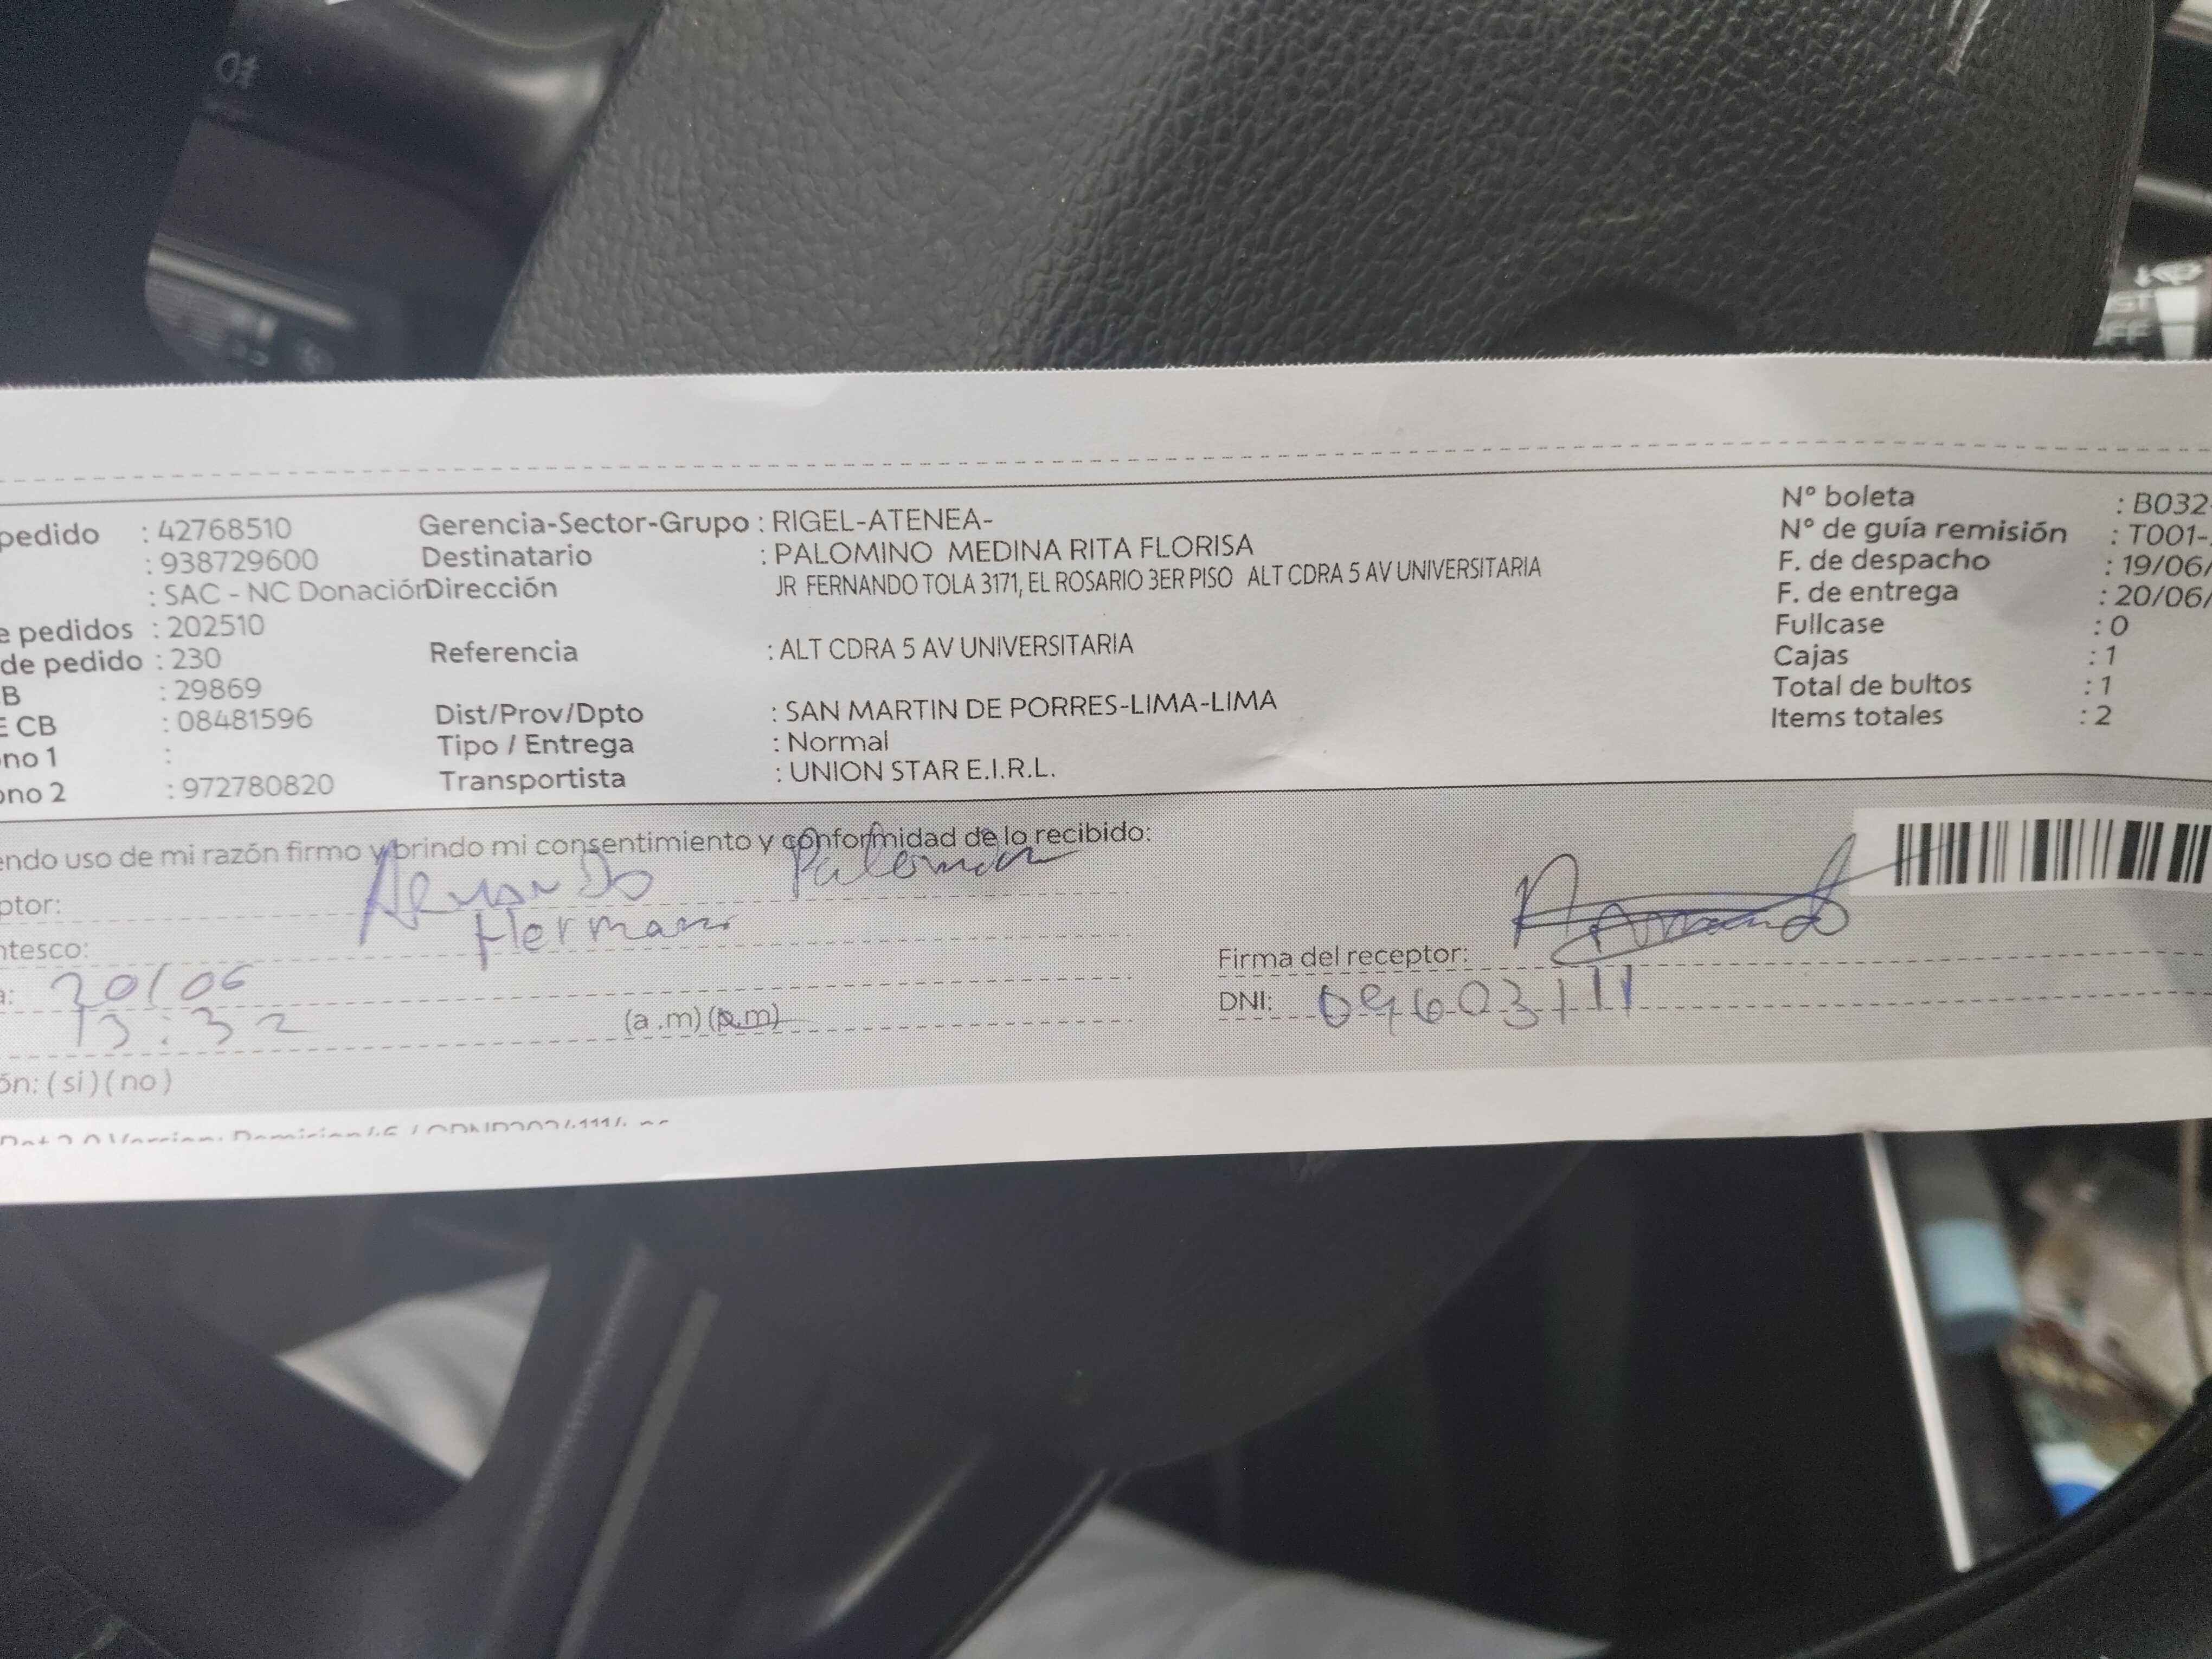 pedido : 42768510
: 938729600
: SAC - NC Donación
e pedidos : 202510
de pedido : 230
B : 29869
E CB : 08481596
no 1 :
ono 2 : 972780820
Gerencia-Sector-Grupo : RIGEL-ATENEA-
Destinatario : PALOMINO MEDINA RITA FLORISA
Dirección JR FERNANDO TOLA 3171, EL ROSARIO 3ER PISO ALT CDRA 5 AV UNIVERSITARIA
Referencia : ALT CDRA 5 AV UNIVERSITARIA
Dist/Prov/Dpto : SAN MARTIN DE PORRES-LIMA-LIMA
Tipo / Entrega : Normal
Transportista : UNION STAR E.I.R.L.
Nº boleta : B032-
Nº de guía remisión : T001-
F. de despacho : 19/06/
F. de entrega : 20/06/
Fullcase : 0
Cajas : 1
Total de bultos : 1
Items totales : 2
endo uso de mi razón firmo y brindo mi consentimiento y conformidad de lo recibido:
ptor: Armando
ntesco: Hermano
a: 20/06
13:32 (a .m) (p.m)
ón: (si) (no)
Firma del receptor: Armando
DNI: 09603111
OFF